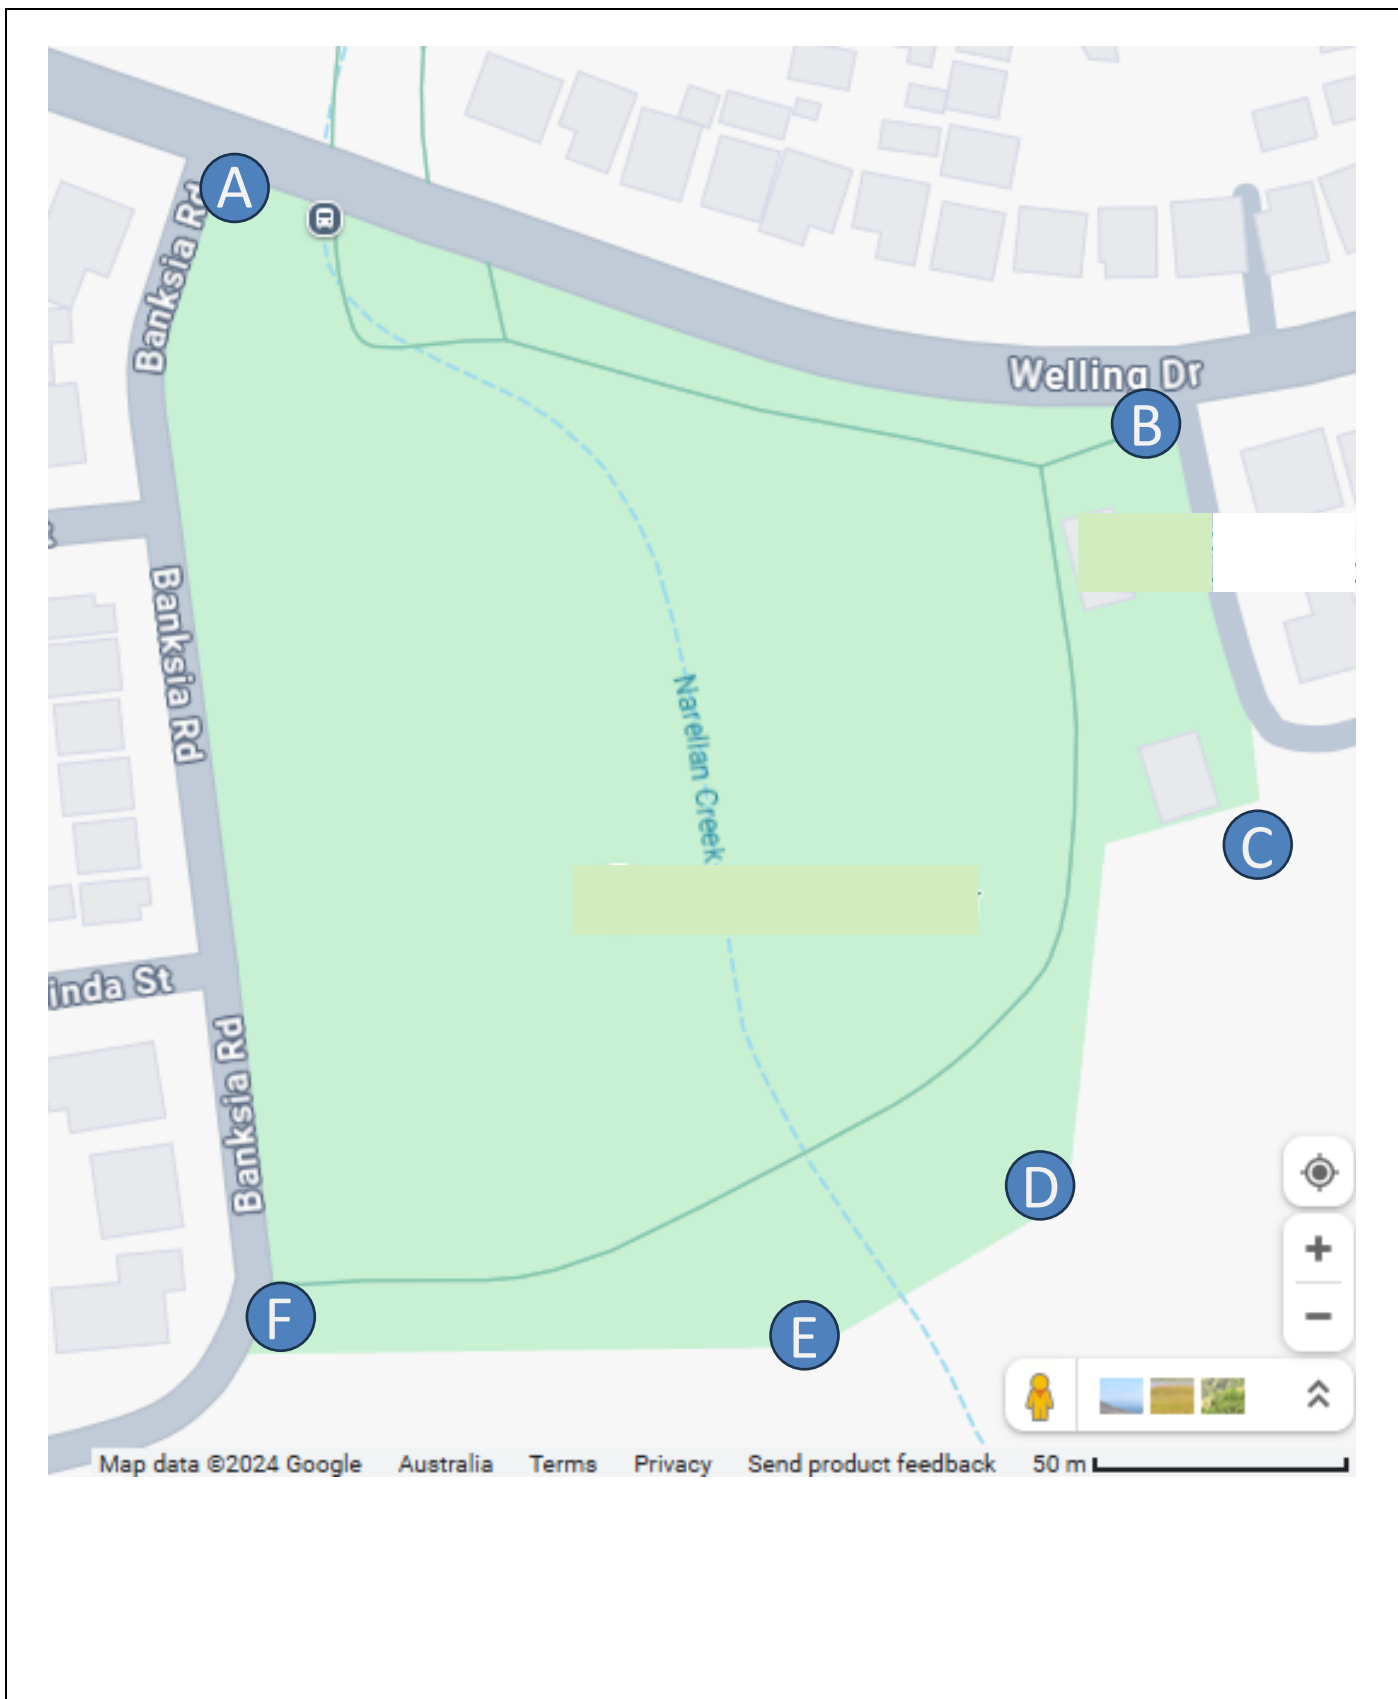 A
Banksia Rd
Welling Dr
B
Banksia Rd
Narellan Creek
C
inda St
Banksia Rd
D
F
E
Map data ©2024 Google Australia Terms Privacy Send product feedback 50 m